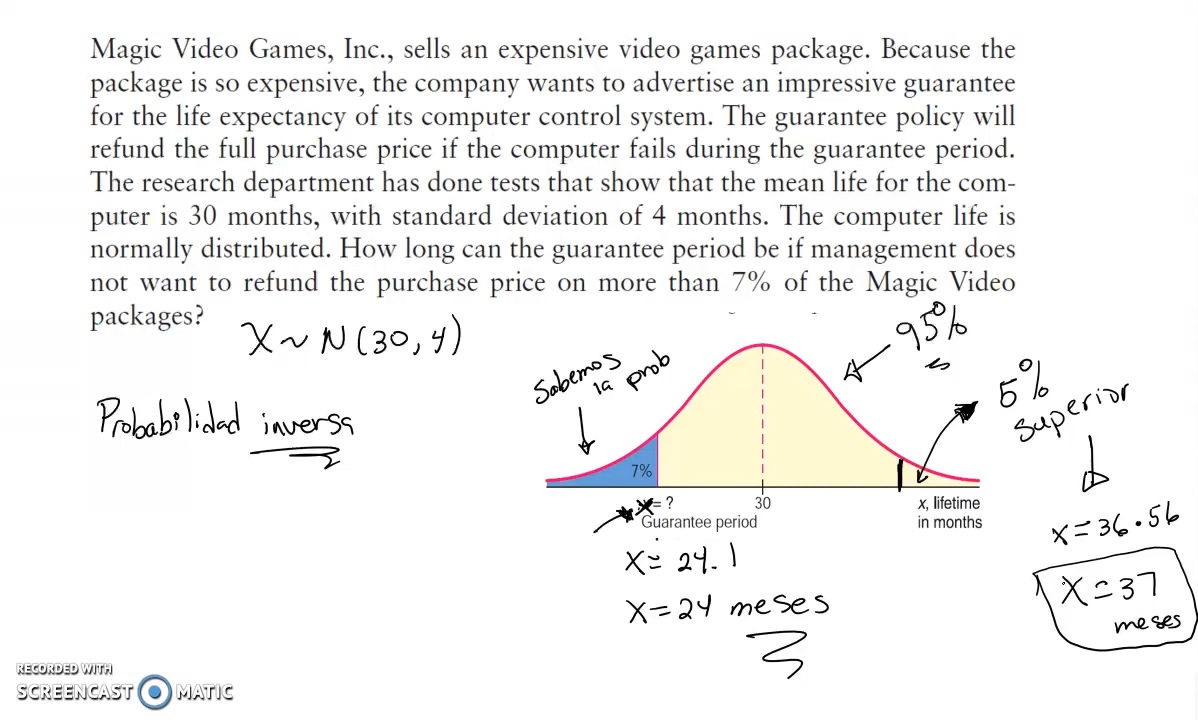 Magic Video Games, Inc., sells an expensive video games package. Because the
package is so expensive, the company wants to advertise an impressive guarantee
for the life expectancy of its computer control system. The guarantee policy will
refund the full purchase price if the computer fails during the guarantee period.
The research department has done tests that show that the mean life for the com-
puter is 30 months, with standard deviation of 4 months. The computer life is
normally distributed. How long can the guarantee period be if management does
not want to refund the purchase price on more than 7% of the Magic Video
packages?
X ~ N(30,4)
Probabilidad inversa
Sabemos
la prob
95%
5%
superior
7%
x = ?
30
x, lifetime
Guarantee period
in months
x = 24.1
x = 24 meses
x = 36.56
x = 37
meses
RECORDED WITH
SCREENCAST MATIC